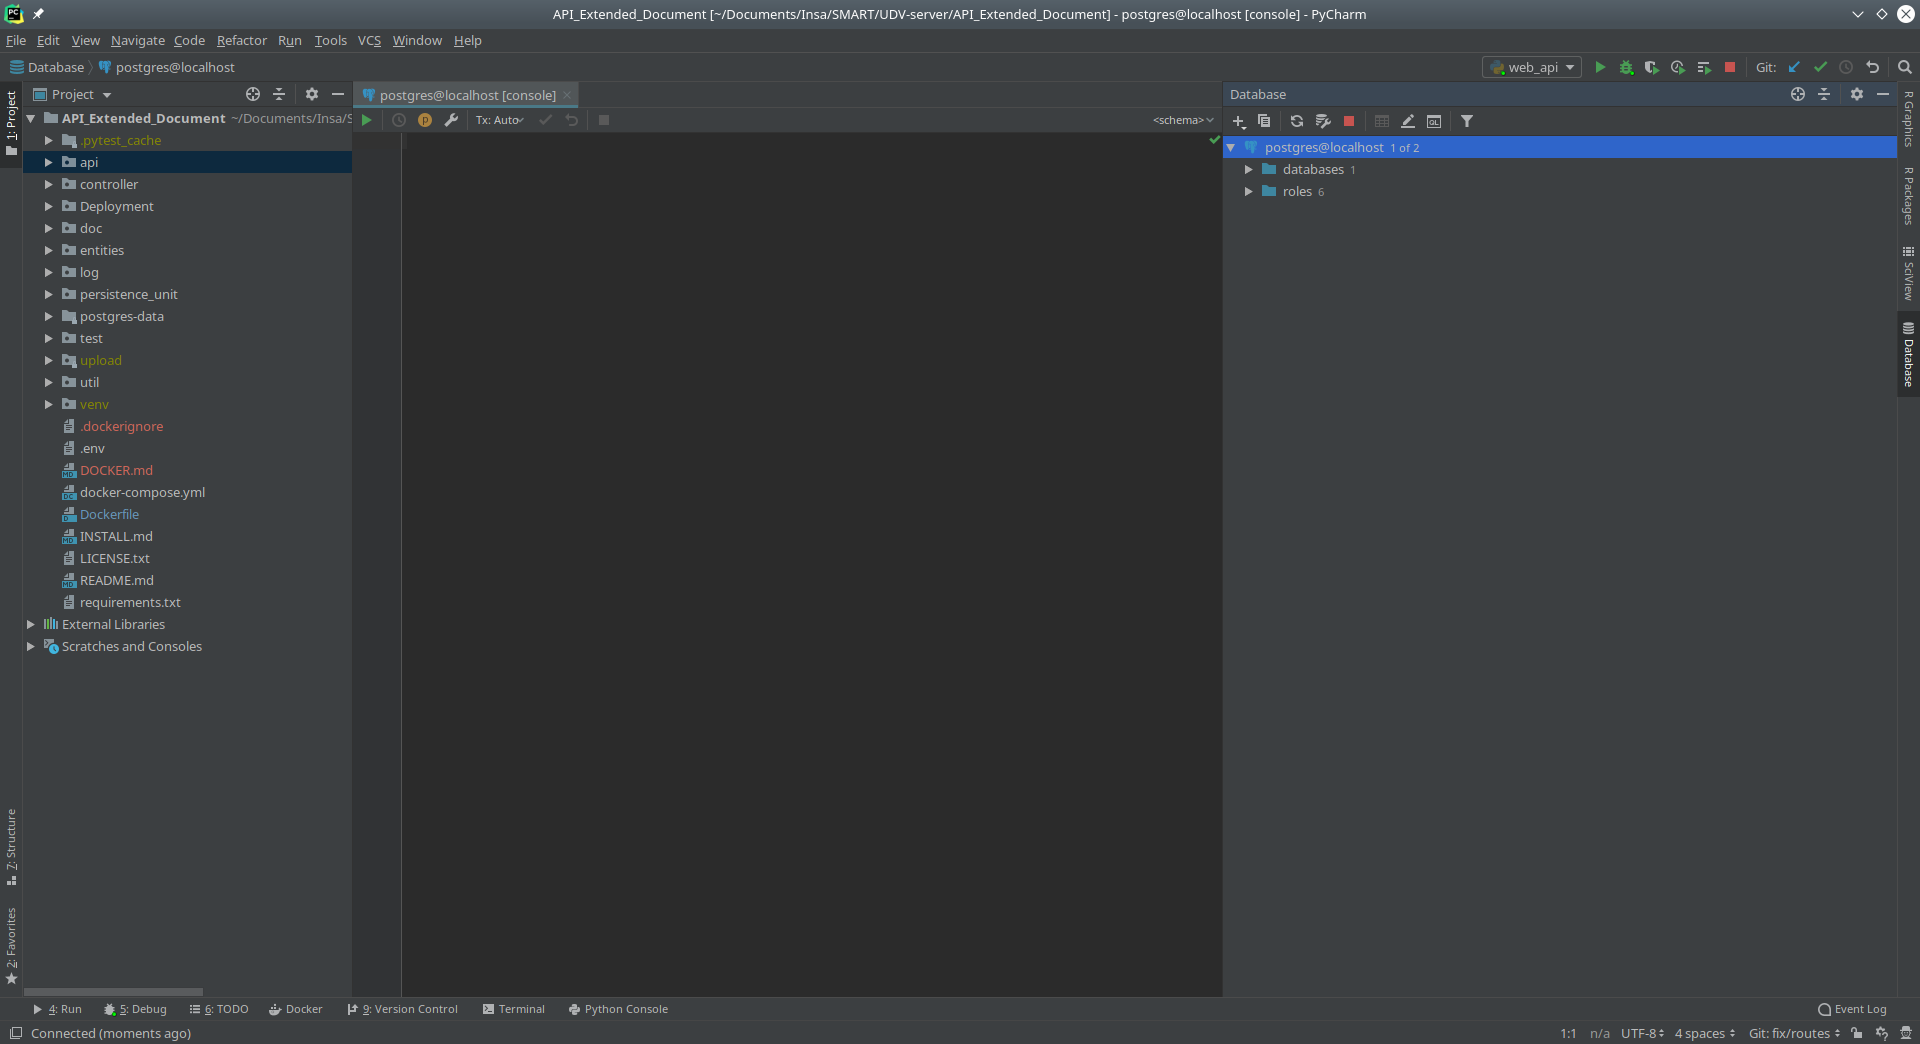 API_Extended_Document [~/Documents/Insa/SMART/UDV-server/API_Extended_Document] - postgres@localhost [console] - PyCharm
File Edit View Navigate Code Refactor Run Tools VCS Window Help
Database postgres@localhost
web_api Git:
1: Project
Project
postgres@localhost [console]
Database
API_Extended_Document ~/Documents/Insa/S
Tx: Auto <schema>
.pytest_cache
api
controller
Deployment
doc
entities
log
persistence_unit
postgres-data
test
upload
util
venv
.dockerignore
.env
DOCKER.md
docker-compose.yml
Dockerfile
INSTALL.md
LICENSE.txt
README.md
requirements.txt
External Libraries
Scratches and Consoles
postgres@localhost 1 of 2
databases 1
roles 6
R Graphics
R Packages
SciView
Database
7: Structure
2: Favorites
4: Run 5: Debug 6: TODO Docker 9: Version Control Terminal Python Console Event Log
Connected (moments ago) 1:1 n/a UTF-8 4 spaces Git: fix/routes